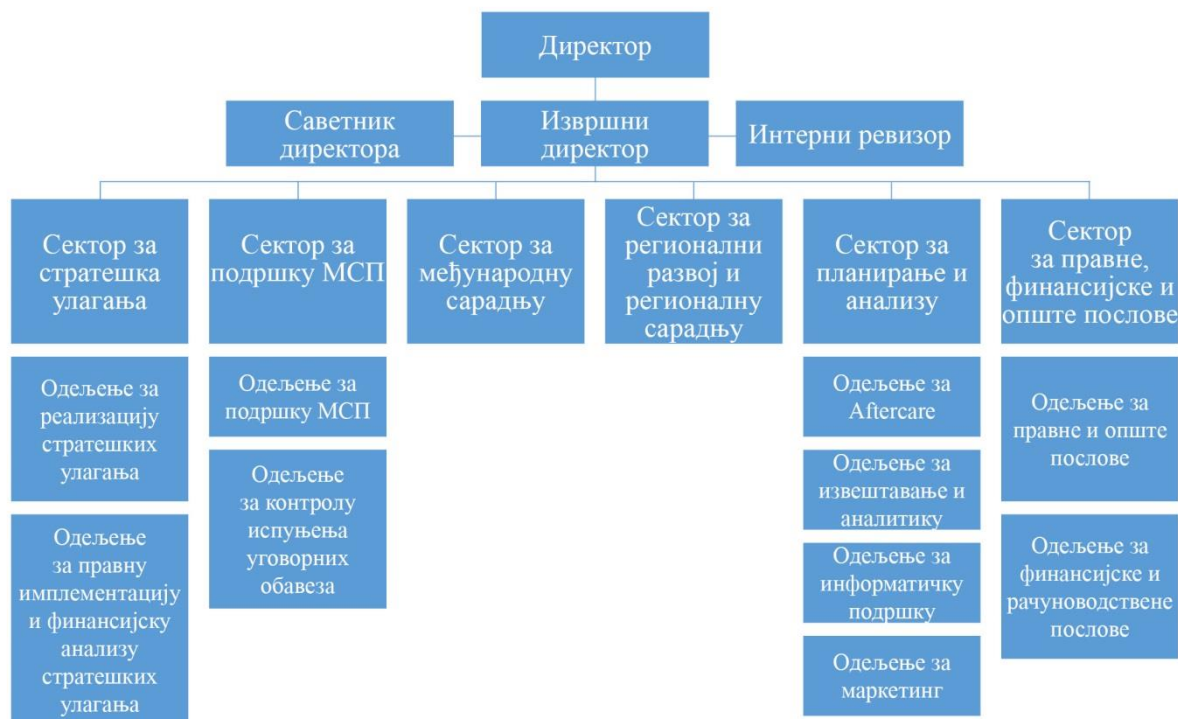 Директор
Саветник
директора
Извршни
директор
Интерни ревизор
Сектор за
стратешка
улагања
Сектор за
подршку МСП
Сектор за
међународну
сарадњу
Сектор за
регионални
развој и
регионалну
сарадњу
Сектор за
планирање и
анализу
Сектор
за правне,
финансијске и
опште послове
Одељење за
реализацију
стратешких
улагања
Одељење
за правну
имплементацију
и финансијску
анализу
стратешких
улагања
Одељење за
подршку МСП
Одељење
за контролу
испуњења
уговорних
обавеза
Одељење за
Aftercare
Одељење за
извештавање и
аналитику
Одељење за
информатичку
подршку
Одељење за
маркетинг
Одељење за
правне и опште
послове
Одељење за
финансијске и
рачуноводствене
послове